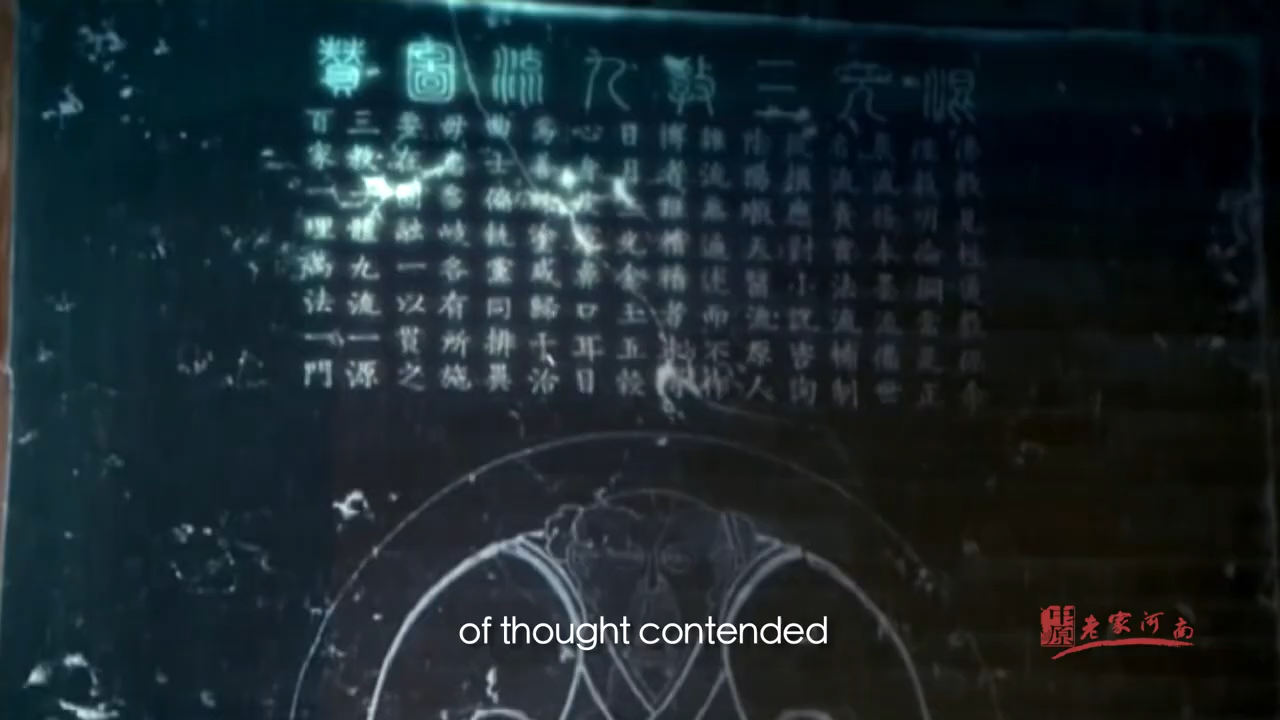 混元三教九流圖贊
佛教見性道教保命
儒教明倫綱常是正
農流務本墨流備世
名流責實法流輔制
橫應對小說咨詢
陰陽順天醫流原人
雜流兼通述而不作
博者難精精者未博
日月三光金玉五穀
心身鼻口耳目
為善殊塗咸歸于治
曲士偏執黨同排異
毋患多岐各有所施
要在圓融一以貫之
三教一體九流一源
百家一理萬法一門
of thought contended
老家河南